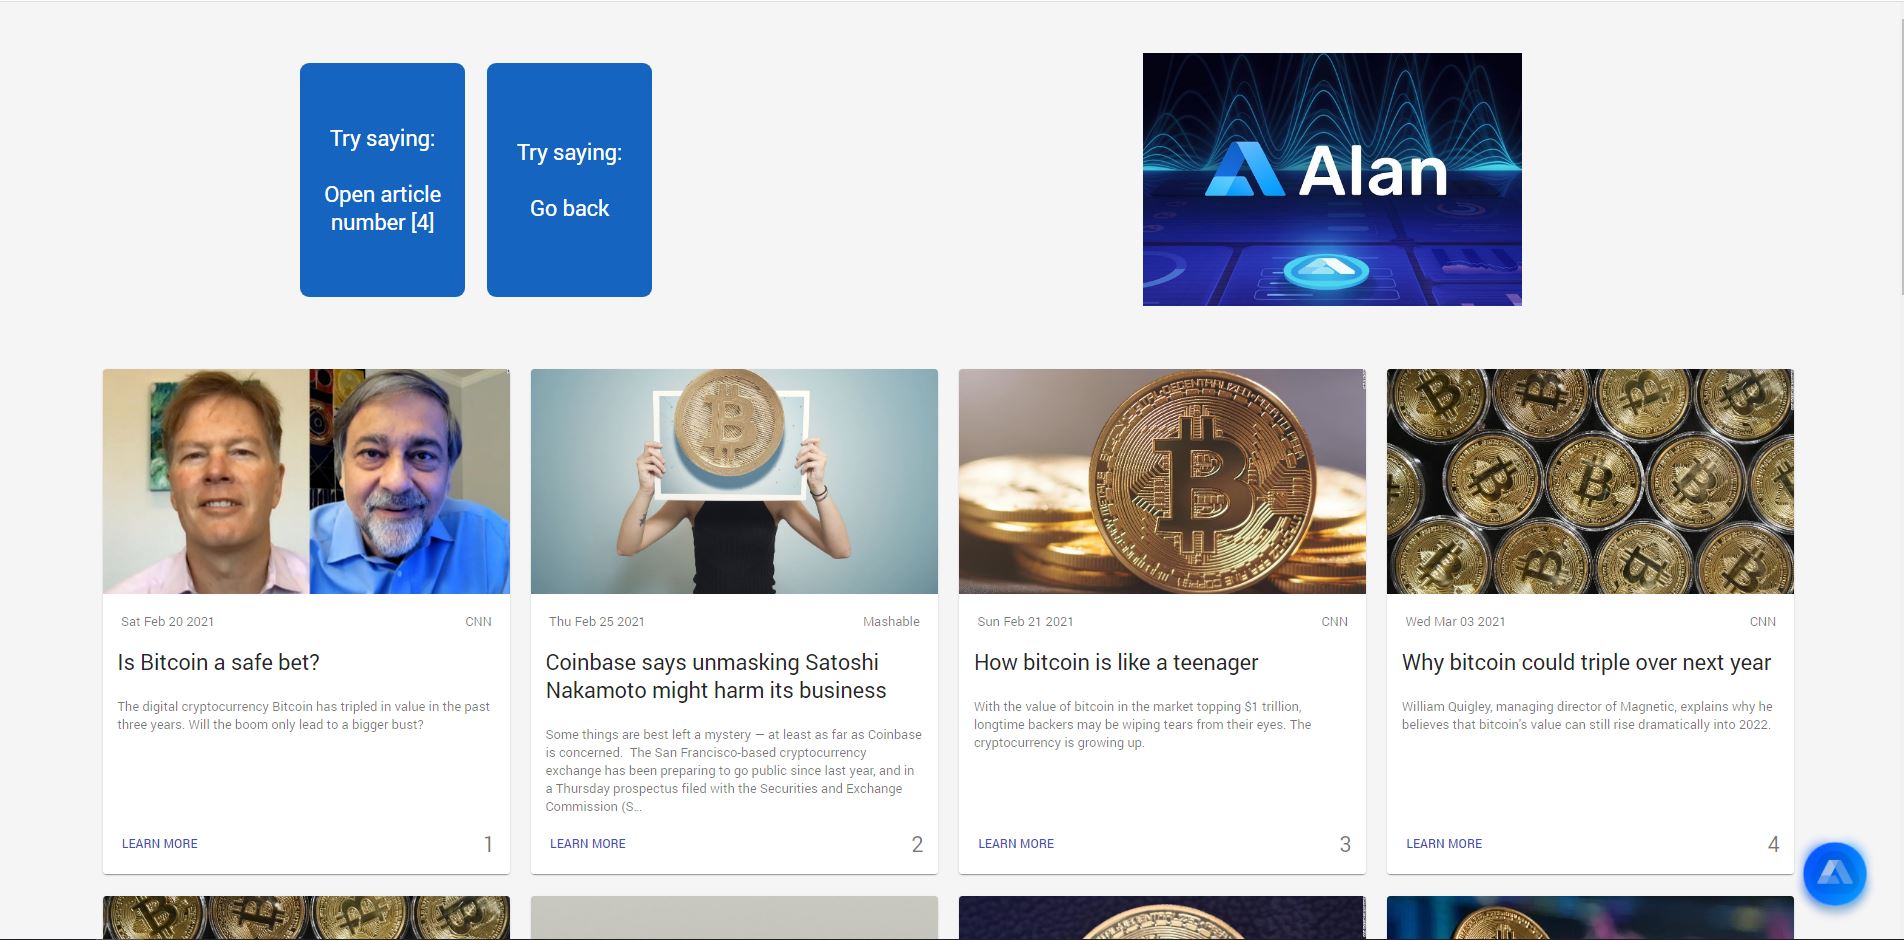 Try saying:
Open article
number [4]
Try saying:
Go back
Alan
Sat Feb 20 2021
CNN
Is Bitcoin a safe bet?
The digital cryptocurrency Bitcoin has tripled in value in the past
three years. Will the boom only lead to a bigger bust?
LEARN MORE
1
Thu Feb 25 2021
Mashable
Coinbase says unmasking Satoshi
Nakamoto might harm its business
Some things are best left a mystery — at least as far as Coinbase
is concerned.  The San Francisco-based cryptocurrency
exchange has been preparing to go public since last year, and in
a Thursday prospectus filed with the Securities and Exchange
Commission (S...
LEARN MORE
2
Sun Feb 21 2021
CNN
How bitcoin is like a teenager
With the value of bitcoin in the market topping $1 trillion,
longtime backers may be wiping tears from their eyes. The
cryptocurrency is growing up.
LEARN MORE
3
Wed Mar 03 2021
CNN
Why bitcoin could triple over next year
William Quigley, managing director of Magnetic, explains why he
believes that bitcoin's value can still rise dramatically into 2022.
LEARN MORE
4